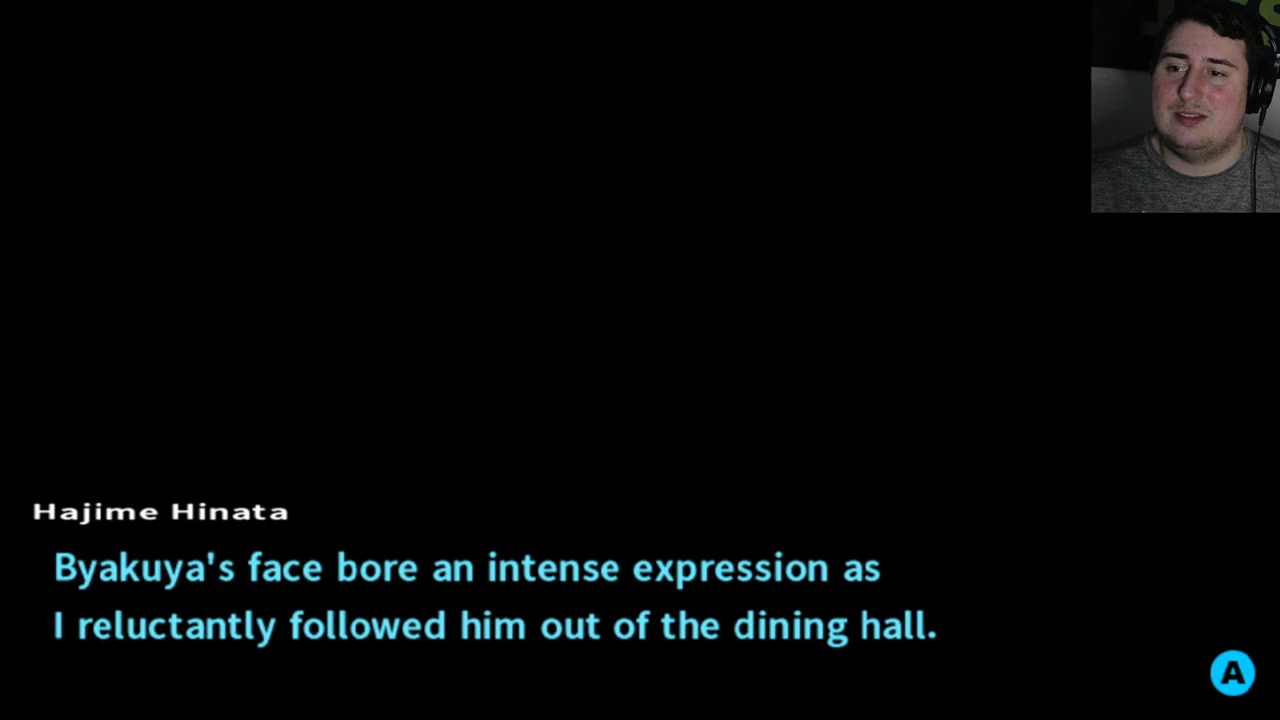 Hajime Hinata
Byakuya's face bore an intense expression as
I reluctantly followed him out of the dining hall.
A